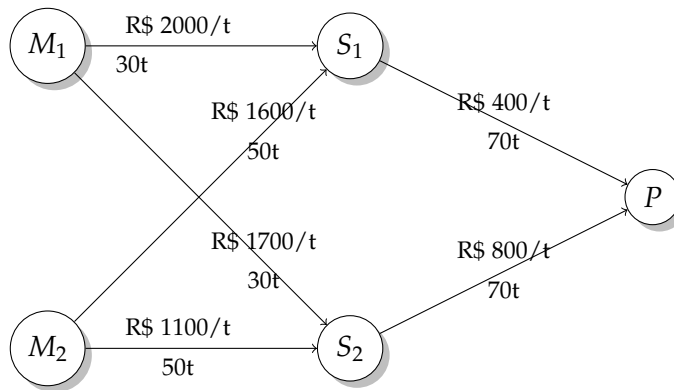 M₁
R$ 2000/t
30t
S₁
R$ 1600/t
50t
R$ 400/t
70t
P
R$ 1700/t
30t
R$ 800/t
70t
M₂
R$ 1100/t
50t
S₂